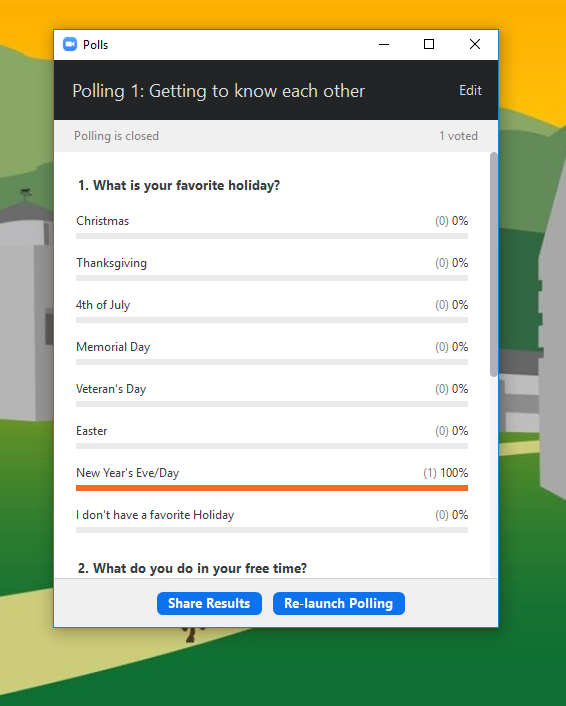 Polls
Polling 1: Getting to know each other Edit
Polling is closed 1 voted
1. What is your favorite holiday?
Christmas (0) 0%
Thanksgiving (0) 0%
4th of July (0) 0%
Memorial Day (0) 0%
Veteran's Day (0) 0%
Easter (0) 0%
New Year's Eve/Day (1) 100%
I don't have a favorite Holiday (0) 0%
2. What do you do in your free time?
Share Results Re-launch Polling